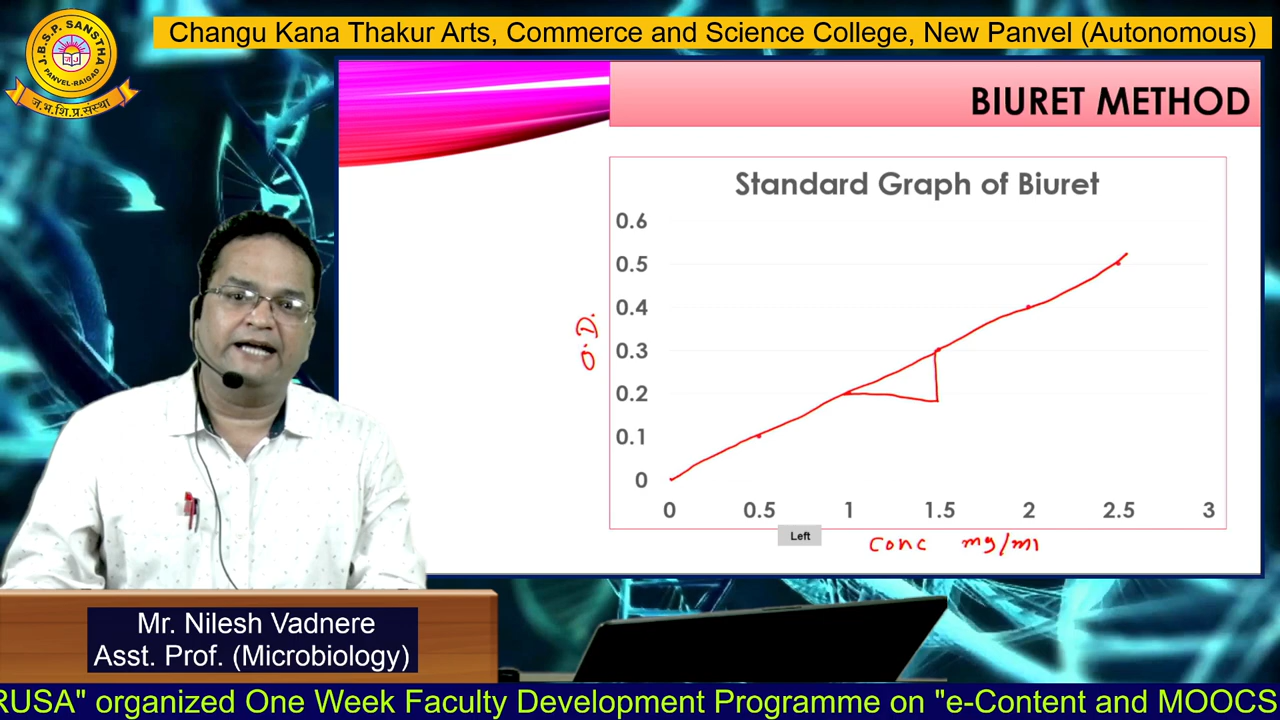 Changu Kana Thakur Arts, Commerce and Science College, New Panvel (Autonomous)
J.B.S.P. SANSTHA
PANVEL-RAIGAD
ज.भ.शि.प्र.संस्था
BIURET METHOD
Standard Graph of Biuret
0.6
0.5
0.4
0.3
0.2
0.1
0
O.D.
0 0.5 1 1.5 2 2.5 3
Left
Conc mg/ml
Mr. Nilesh Vadnere
Asst. Prof. (Microbiology)
RUSA" organized One Week Faculty Development Programme on "e-Content and MOOCS